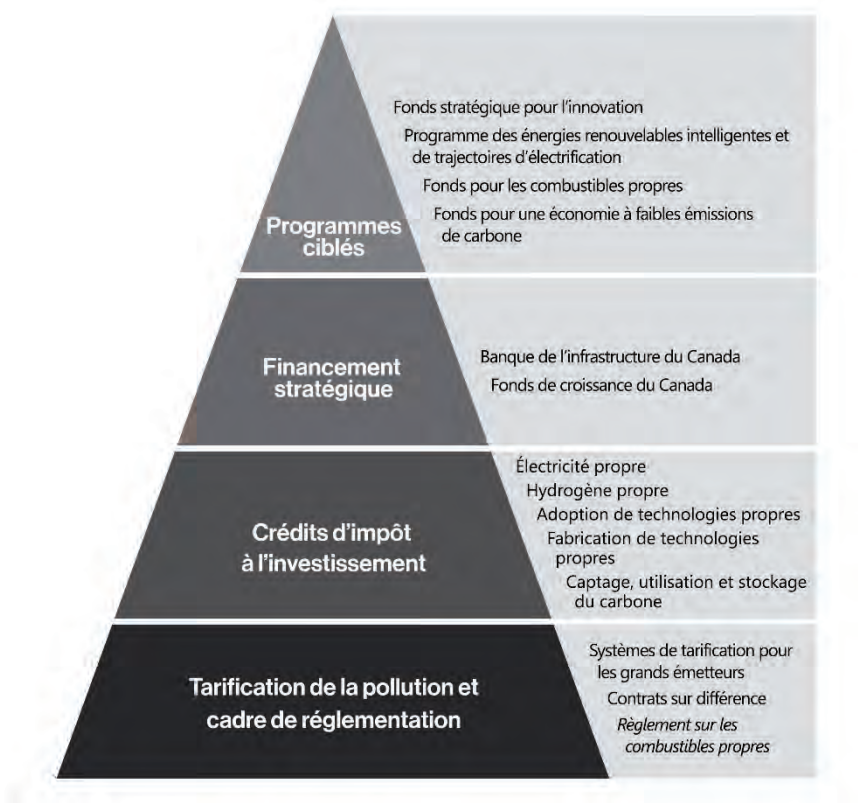 Fonds stratégique pour l'innovation
Programme des énergies renouvelables intelligentes et
de trajectoires d'électrification
Fonds pour les combustibles propres
Fonds pour une économie à faibles émissions
de carbone
Programmes
ciblés
Banque de l'infrastructure du Canada
Fonds de croissance du Canada
Financement
stratégique
Électricité propre
Hydrogène propre
Adoption de technologies propres
Fabrication de technologies
propres
Captage, utilisation et stockage
du carbone
Crédits d'impôt
à l'investissement
Systèmes de tarification pour
les grands émetteurs
Contrats sur différence
Règlement sur les
combustibles propres
Tarification de la pollution et
cadre de réglementation